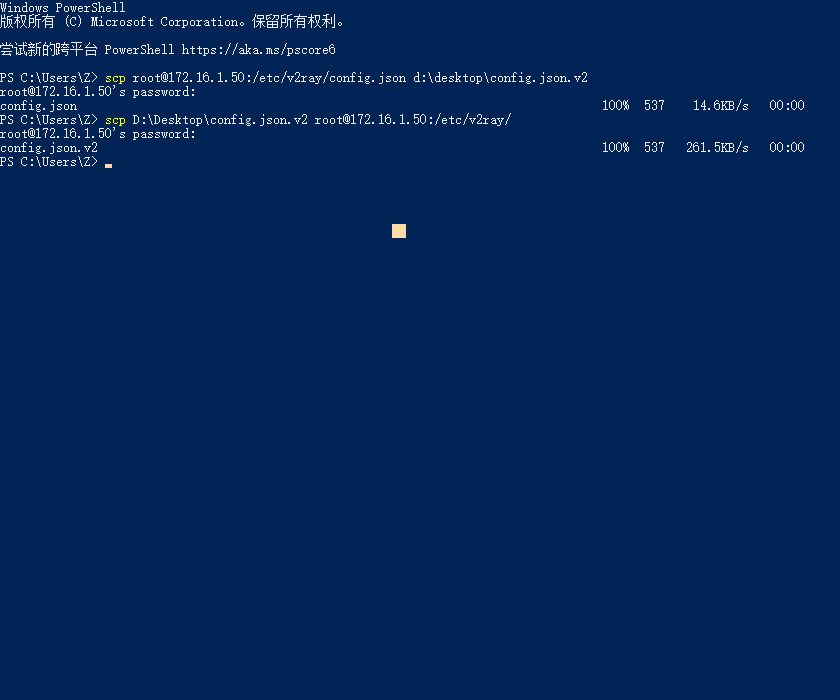 Windows PowerShell
版权所有 (C) Microsoft Corporation。保留所有权利。
尝试新的跨平台 PowerShell https://aka.ms/pscore6
PS C:\Users\Z> scp root@172.16.1.50:/etc/v2ray/config.json d:\desktop\config.json.v2
root@172.16.1.50's password:
config.json 100% 537 14.6KB/s 00:00
PS C:\Users\Z> scp D:\Desktop\config.json.v2 root@172.16.1.50:/etc/v2ray/
root@172.16.1.50's password:
config.json.v2 100% 537 261.5KB/s 00:00
PS C:\Users\Z>